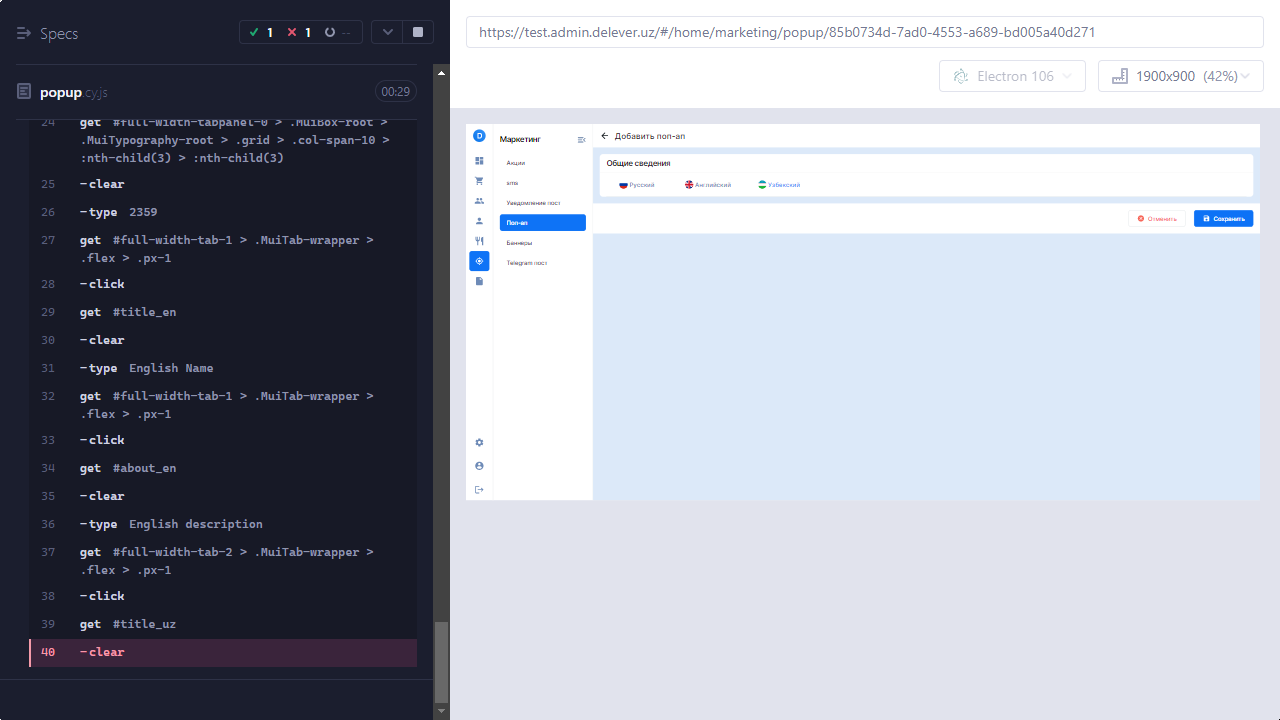 Specs
1
1
--
popup.cy.js
00:29
24 get #full-width-tabpanel-0 > .MuiBox-root >
.MuiTypography-root > .grid > .col-span-10 >
:nth-child(3) > :nth-child(3)
25 -clear
26 -type 2359
27 get #full-width-tab-1 > .MuiTab-wrapper >
.flex > .px-1
28 -click
29 get #title_en
30 -clear
31 -type English Name
32 get #full-width-tab-1 > .MuiTab-wrapper >
.flex > .px-1
33 -click
34 get #about_en
35 -clear
36 -type English description
37 get #full-width-tab-2 > .MuiTab-wrapper >
.flex > .px-1
38 -click
39 get #title_uz
40 -clear
https://test.admin.delever.uz/#/home/marketing/popup/85b0734d-7ad0-4553-a689-bd005a40d271
Electron 106
1900x900 (42%)
D
Маркетинг
Акции
sms
Уведомление пост
Поп-ап
Баннеры
Telegram пост
Добавить поп-ап
Общие сведения
Русский
Английский
Узбекский
Отменить
Сохранить